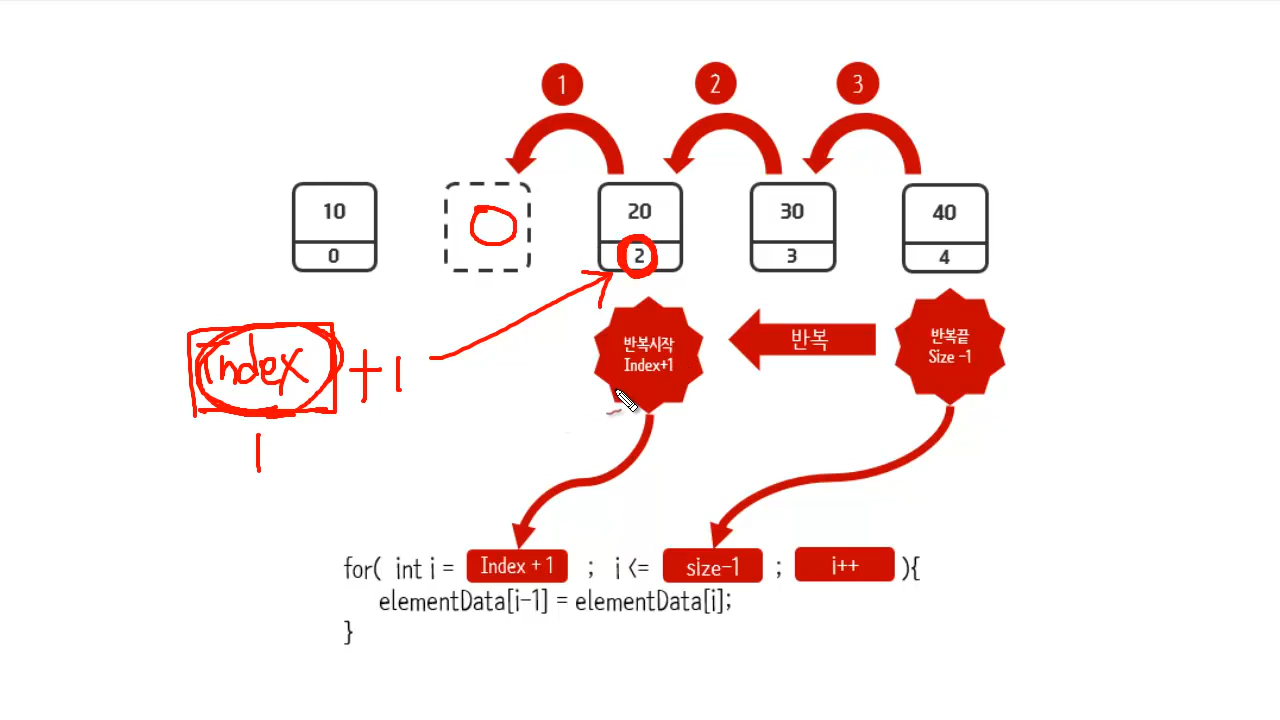 1 2 3
10 20 30 40
0 2 3 4
반복시작
Index+1
반복
반복끝
Size -1
index +1
1
for( int i = Index + 1 ; i <= size-1 ; i++ ){
elementData[i-1] = elementData[i];
}